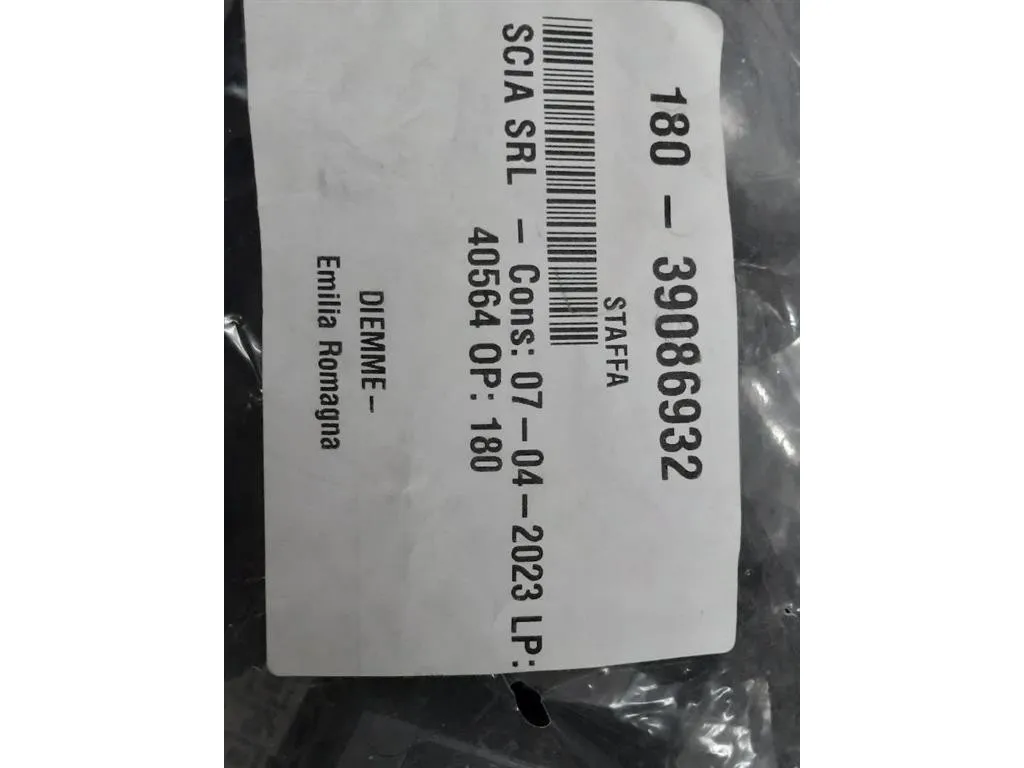 180 – 39086932
STAFFA
SCIA SRL – Cons: 07–04–2023 LP:
40564 OP: 180
DIEMME–
Emilia Romagna